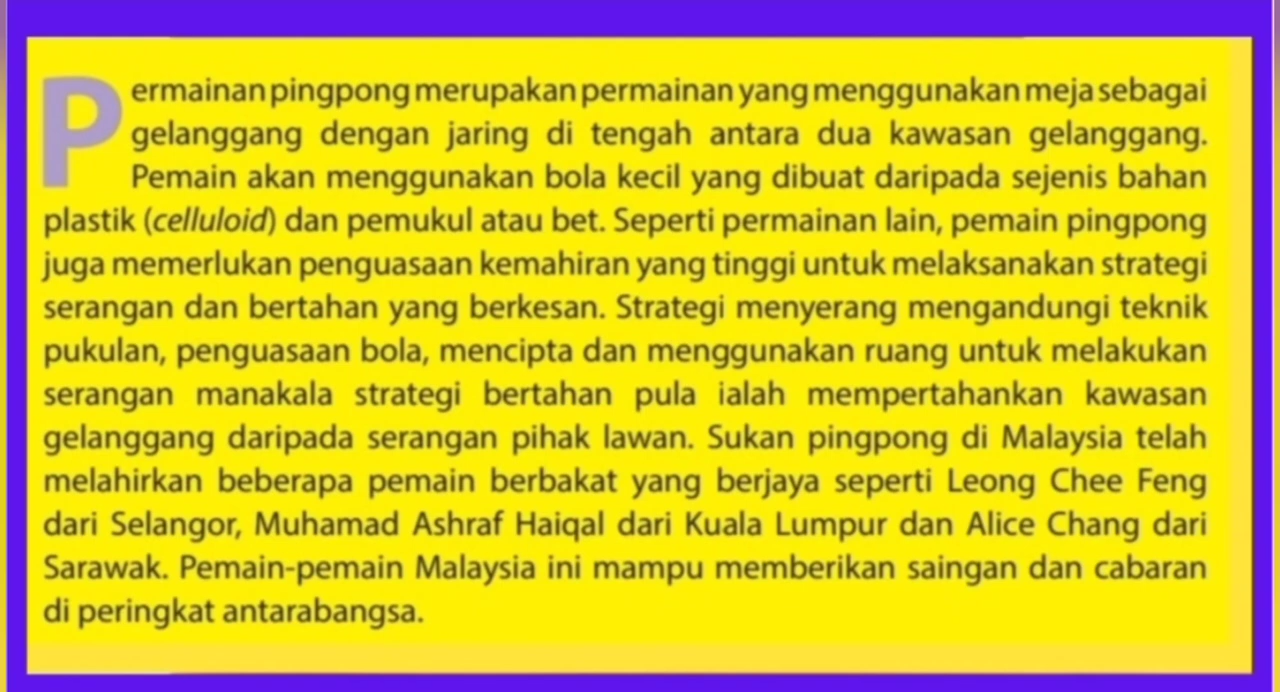 Permainan pingpong merupakan permainan yang menggunakan meja sebagai
gelanggang dengan jaring di tengah antara dua kawasan gelanggang.
Pemain akan menggunakan bola kecil yang dibuat daripada sejenis bahan
plastik (celluloid) dan pemukul atau bet. Seperti permainan lain, pemain pingpong
juga memerlukan penguasaan kemahiran yang tinggi untuk melaksanakan strategi
serangan dan bertahan yang berkesan. Strategi menyerang mengandungi teknik
pukulan, penguasaan bola, mencipta dan menggunakan ruang untuk melakukan
serangan manakala strategi bertahan pula ialah mempertahankan kawasan
gelanggang daripada serangan pihak lawan. Sukan pingpong di Malaysia telah
melahirkan beberapa pemain berbakat yang berjaya seperti Leong Chee Feng
dari Selangor, Muhamad Ashraf Haiqal dari Kuala Lumpur dan Alice Chang dari
Sarawak. Pemain-pemain Malaysia ini mampu memberikan saingan dan cabaran
di peringkat antarabangsa.